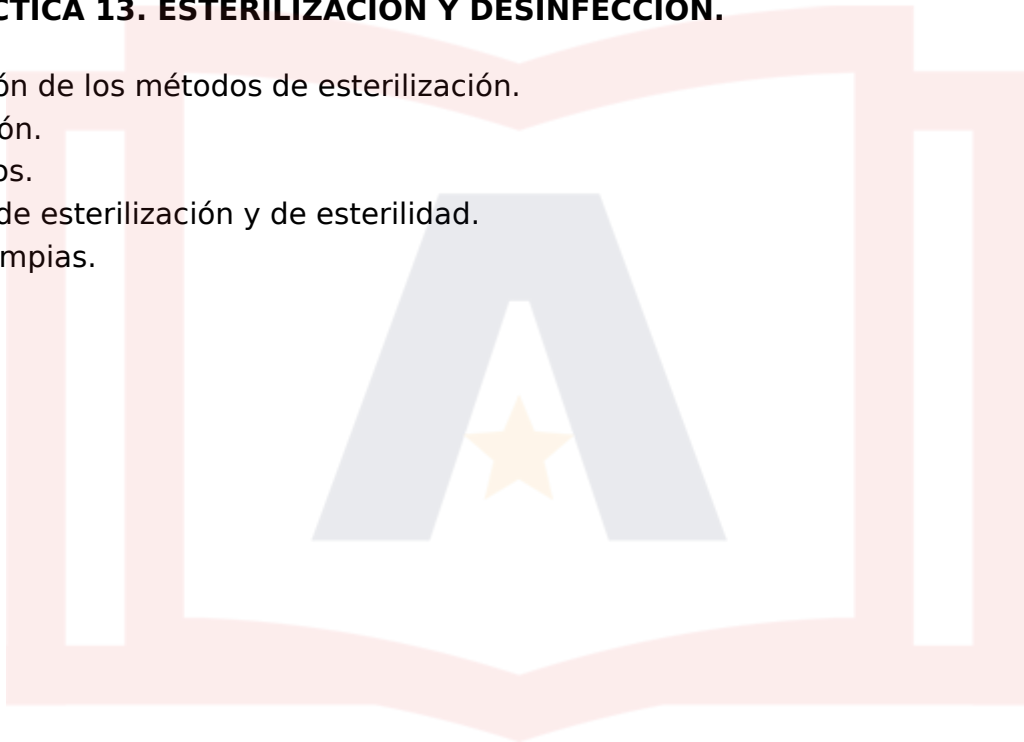 CTICA 13. ESTERILIZACIÓN Y DESINFECCIÓN.
ón de los métodos de esterilización.
ón.
os.
de esterilización y de esterilidad.
mpias.